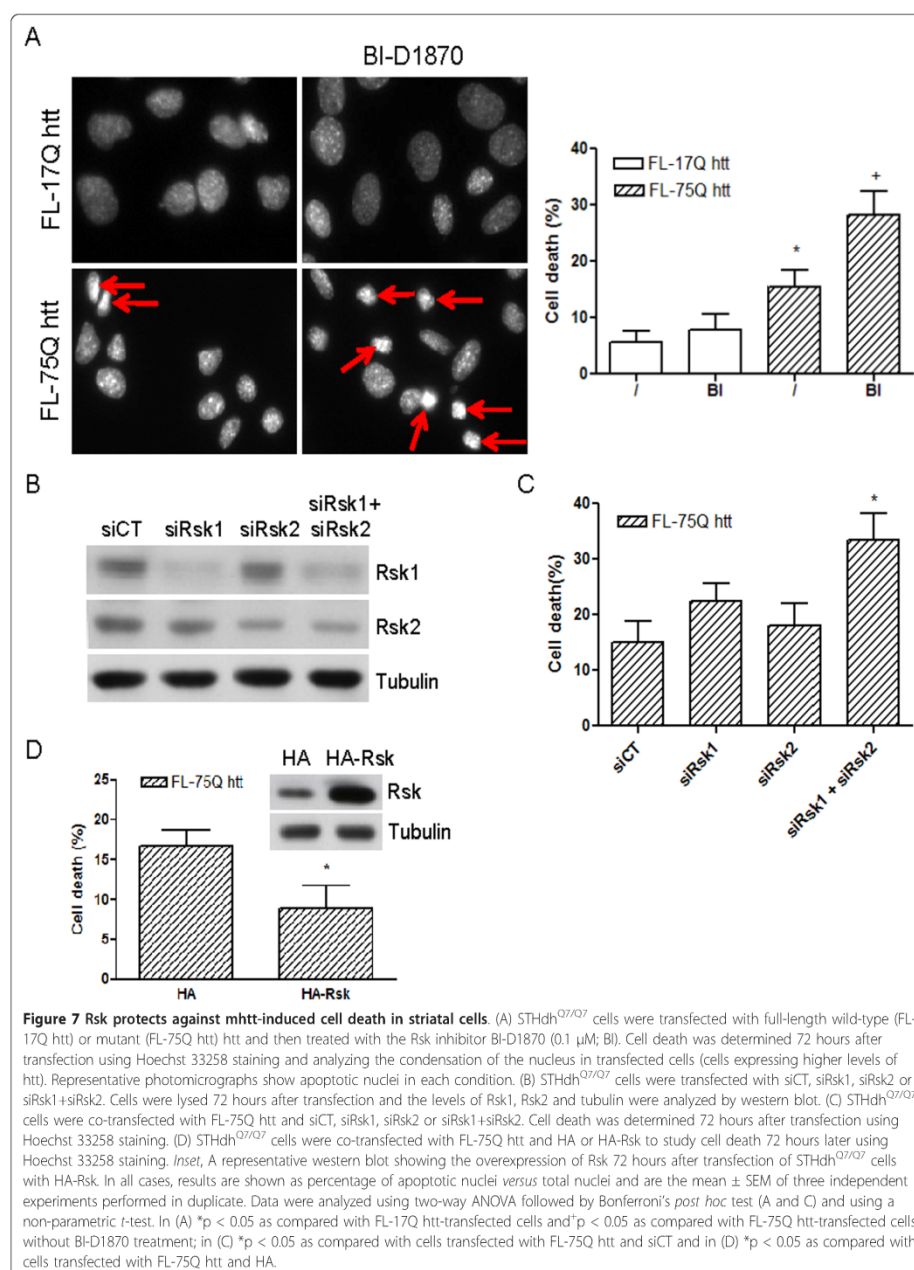 A
BI-D1870
FL-17Q htt
FL-75Q htt
Cell death (%)
40
30
20
10
0
FL-17Q htt
FL-75Q htt
*
+
/
BI
/
BI
B
siCT
siRsk1
siRsk2
siRsk1+
siRsk2
Rsk1
Rsk2
Tubulin
C
Cell death(%)
40
30
20
10
0
FL-75Q htt
*
siCT
siRsk1
siRsk2
siRsk1 + siRsk2
D
Cell death (%)
25
20
15
10
5
0
FL-75Q htt
HA HA-Rsk
Rsk
Tubulin
*
HA
HA-Rsk
Figure 7 Rsk protects against mhtt-induced cell death in striatal cells. (A) STHdhQ7/Q7 cells were transfected with full-length wild-type (FL-
17Q htt) or mutant (FL-75Q htt) htt and then treated with the Rsk inhibitor BI-D1870 (0.1 μM; BI). Cell death was determined 72 hours after
transfection using Hoechst 33258 staining and analyzing the condensation of the nucleus in transfected cells (cells expressing higher levels of
htt). Representative photomicrographs show apoptotic nuclei in each condition. (B) STHdhQ7/Q7 cells were transfected with siCT, siRsk1, siRsk2 or
siRsk1+siRsk2. Cells were lysed 72 hours after transfection and the levels of Rsk1, Rsk2 and tubulin were analyzed by western blot. (C) STHdhQ7/Q7
cells were co-transfected with FL-75Q htt and siCT, siRsk1, siRsk2 or siRsk1+siRsk2. Cell death was determined 72 hours after transfection using
Hoechst 33258 staining. (D) STHdhQ7/Q7 cells were co-transfected with FL-75Q htt and HA or HA-Rsk to study cell death 72 hours later using
Hoechst 33258 staining. Inset, A representative western blot showing the overexpression of Rsk 72 hours after transfection of STHdhQ7/Q7 cells
with HA-Rsk. In all cases, results are shown as percentage of apoptotic nuclei versus total nuclei and are the mean ± SEM of three independent
experiments performed in duplicate. Data were analyzed using two-way ANOVA followed by Bonferroni's post hoc test (A and C) and using a
non-parametric t-test. In (A) *p < 0.05 as compared with FL-17Q htt-transfected cells and+p < 0.05 as compared with FL-75Q htt-transfected cells
without BI-D1870 treatment; in (C) *p < 0.05 as compared with cells transfected with FL-75Q htt and siCT and in (D) *p < 0.05 as compared with
cells transfected with FL-75Q htt and HA.